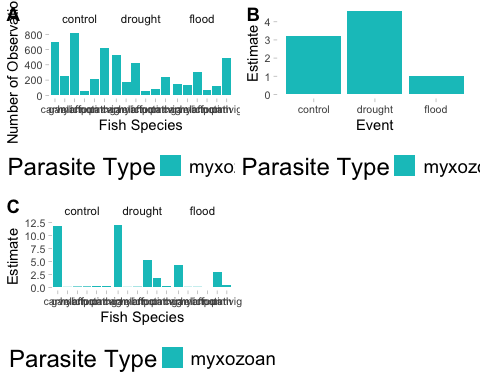 A
control drought flood
Number of Observatio
800
600
400
200
0
Fish Species
Parasite Type myxoz
B
Estimate
4
3
2
1
0
control drought flood
Event
Parasite Type myxozo
C
control drought flood
Estimate
12.5
10.0
7.5
5.0
2.5
0.0
Fish Species
Parasite Type myxozoan